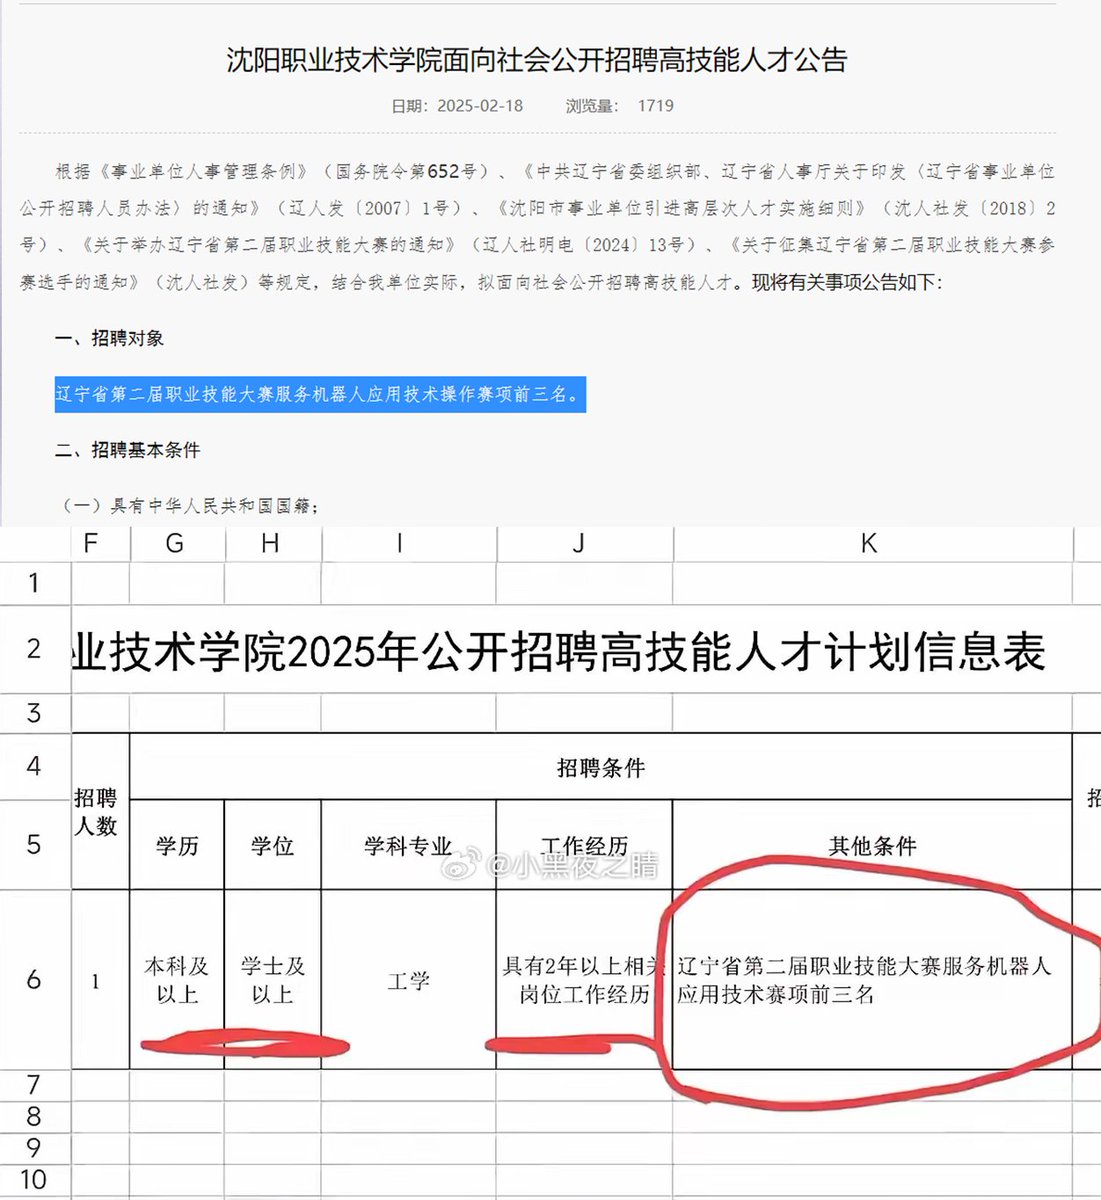 沈阳职业技术学院面向社会公开招聘高技能人才公告
日期：2025-02-18 浏览量： 1719
根据《事业单位人事管理条例》（国务院令第652号）、《中共辽宁省委组织部、辽宁省人事厅关于印发〈辽宁省事业单位
公开招聘人员办法〉的通知》（辽人发〔2007〕1号）、《沈阳市事业单位引进高层次人才实施细则》（沈人社发〔2018〕2
号）、《关于举办辽宁省第二届职业技能大赛的通知》（辽人社明电〔2024〕13号）、《关于征集辽宁省第二届职业技能大赛参
赛选手的通知》（沈人社发）等规定，结合我单位实际，拟面向社会公开招聘高技能人才。现将有关事项公告如下：
一、招聘对象
辽宁省第二届职业技能大赛服务机器人应用技术操作赛项前三名。
二、招聘基本条件
（一）具有中华人民共和国国籍；
F G H I J K
1
2 业技术学院2025年公开招聘高技能人才计划信息表
3
4 招聘条件
招聘
人数
招
5 学历 学位 学科专业 工作经历 其他条件
@小黑夜之睛
6 1
本科及
以上
学士及
以上
工学
具有2年以上相关
岗位工作经历
辽宁省第二届职业技能大赛服务机器人
应用技术赛项前三名
7
8
9
10